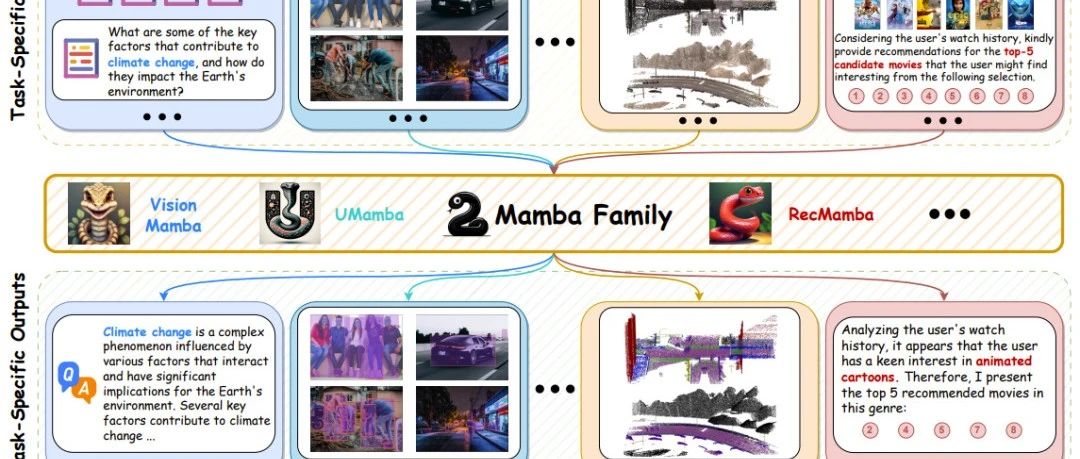 Task-Specific
What are some of the key
factors that contribute to
climate change, and how do
they impact the Earth's
environment?
Considering the user's watch history, kindly
provide recommendations for the top-5
candidate movies that the user might find
interesting from the following selection.
1 2 3 4 5 6 7 8
Vision
Mamba
UMamba
Mamba Family
RecMamba
ask-Specific Outputs
Climate change is a complex
phenomenon influenced by
various factors that interact
and have significant
implications for the Earth's
environment. Several key
factors contribute to climate
change ...
Q
A
Analyzing the user's watch
history, it appears that the user
has a keen interest in animated
cartoons. Therefore, I present
the top 5 recommended movies in
this genre:
2 4 5 7 8